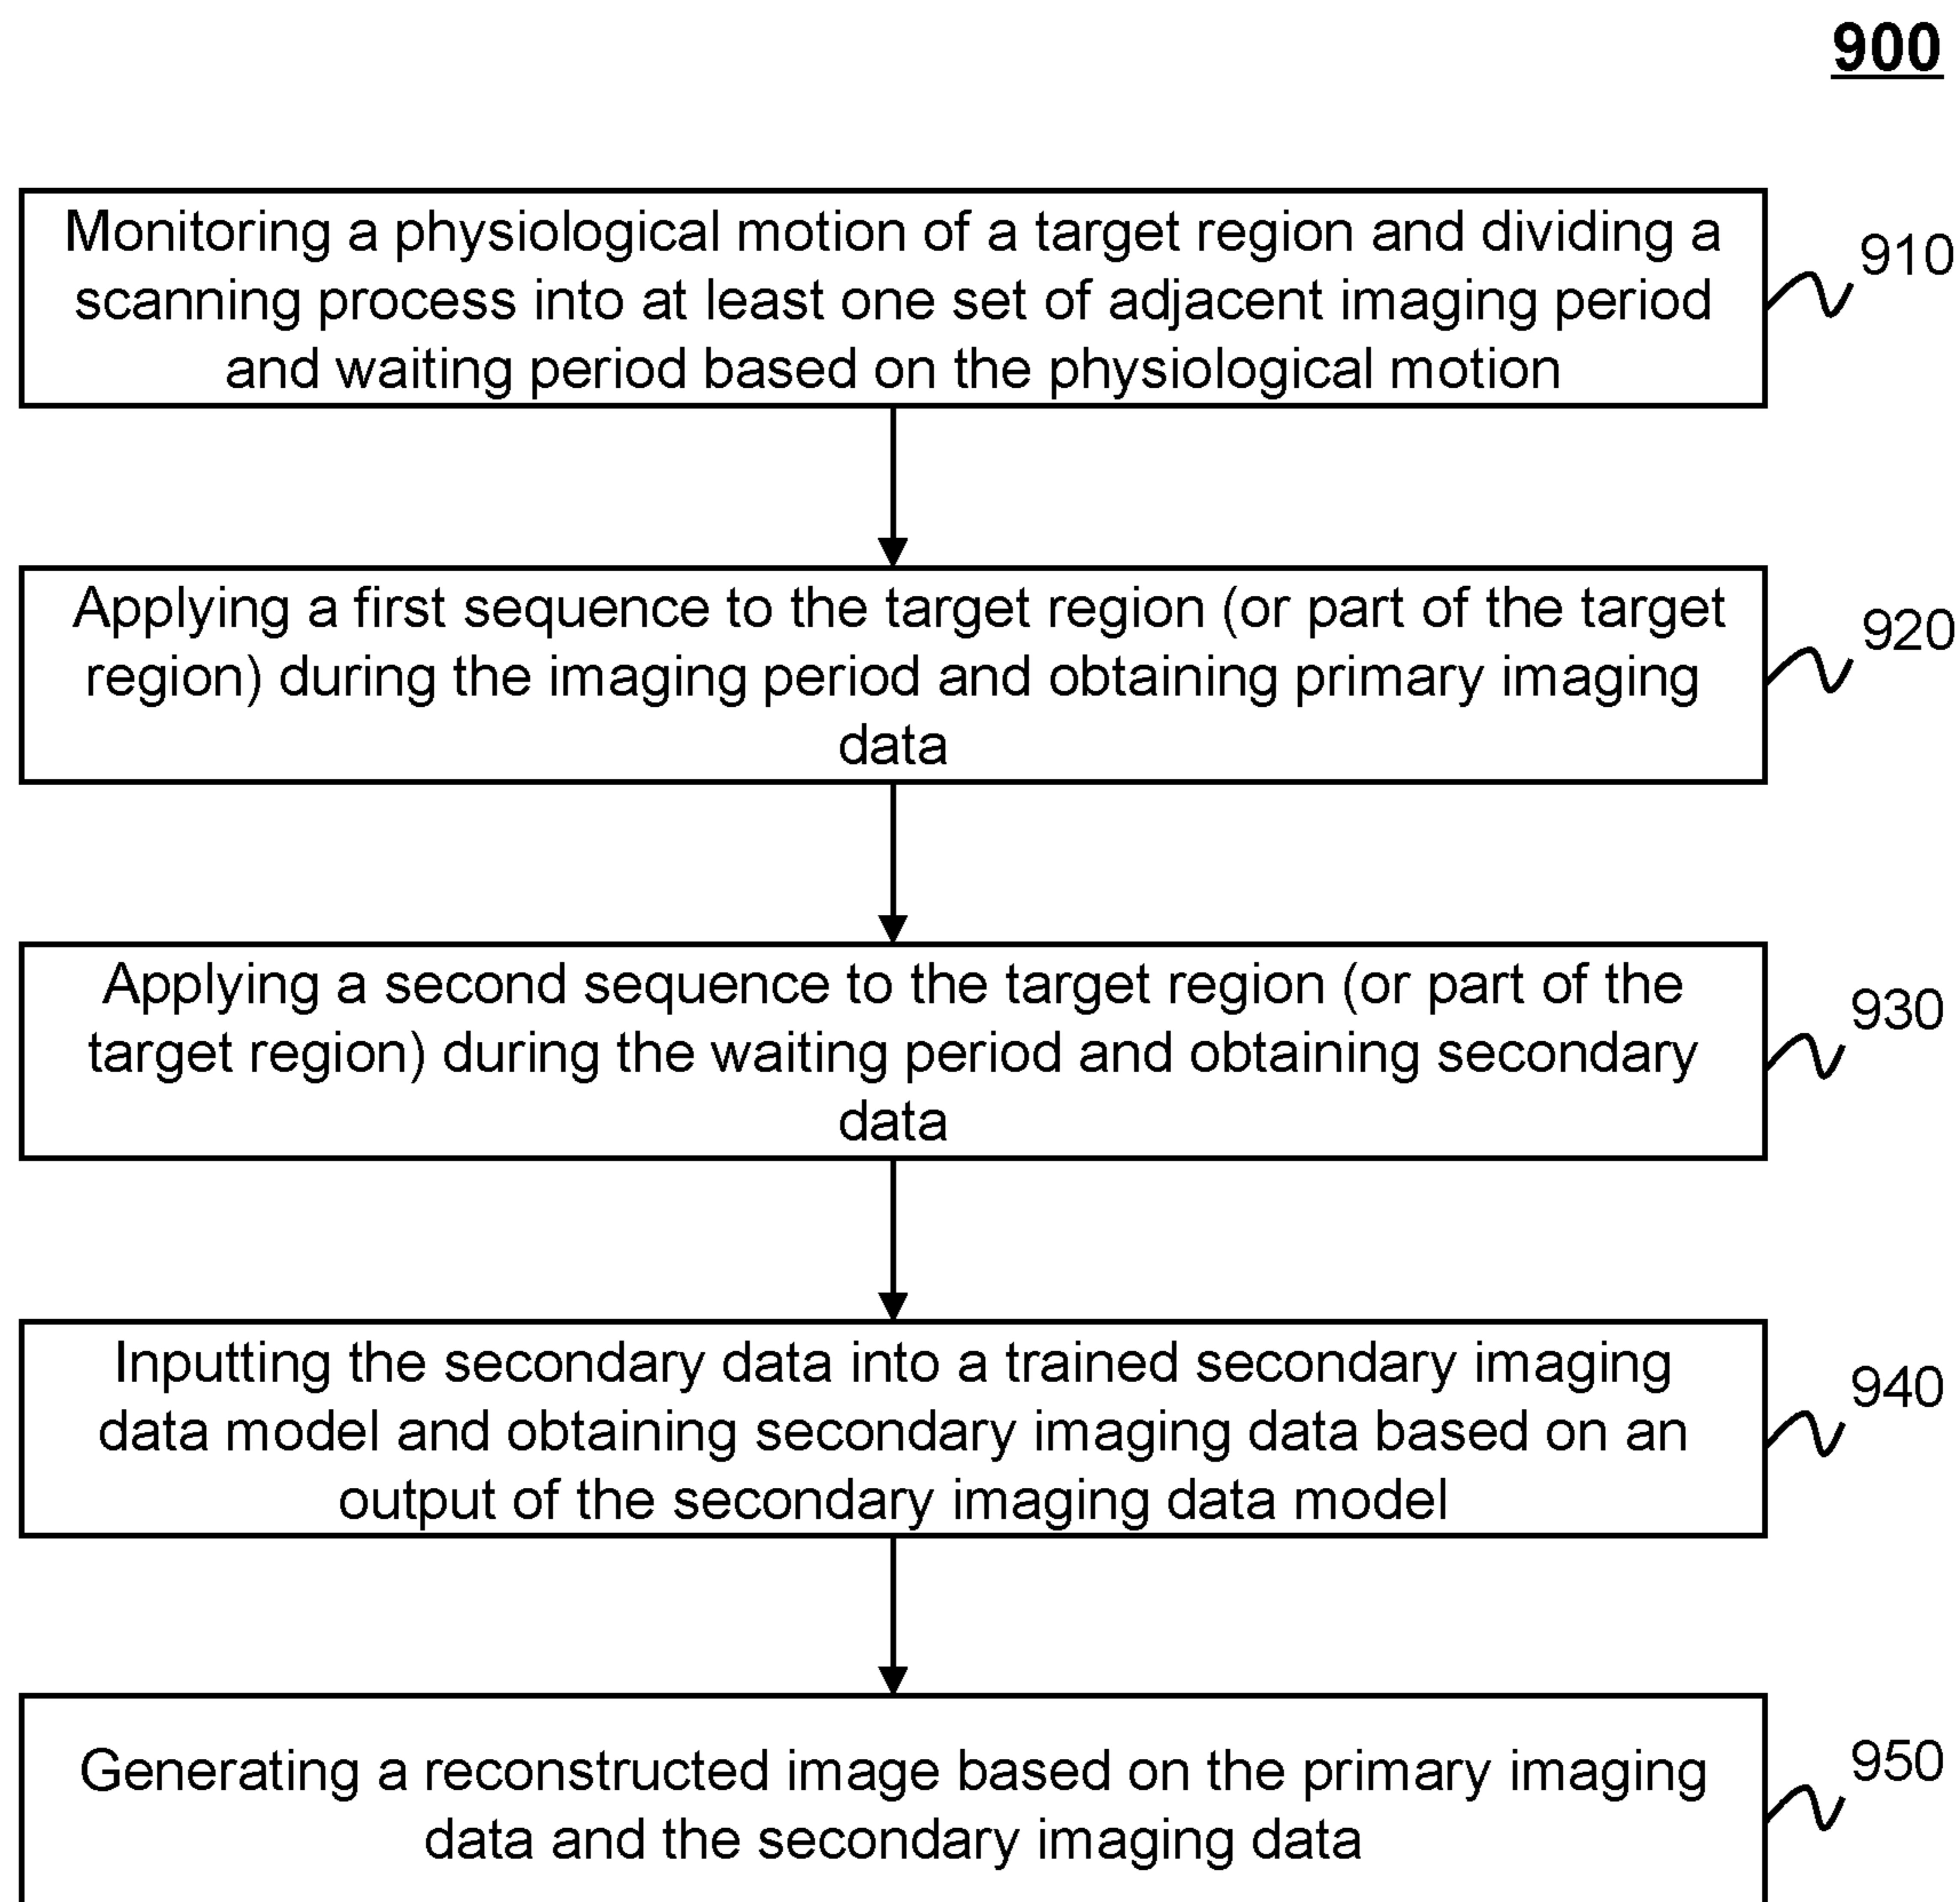 900
Monitoring a physiological motion of a target region and dividing a
scanning process into at least one set of adjacent imaging period
and waiting period based on the physiological motion
910
Applying a first sequence to the target region (or part of the target
region) during the imaging period and obtaining primary imaging
data
920
Applying a second sequence to the target region (or part of the
target region) during the waiting period and obtaining secondary
data
930
Inputting the secondary data into a trained secondary imaging
data model and obtaining secondary imaging data based on an
output of the secondary imaging data model
940
Generating a reconstructed image based on the primary imaging
data and the secondary imaging data
950